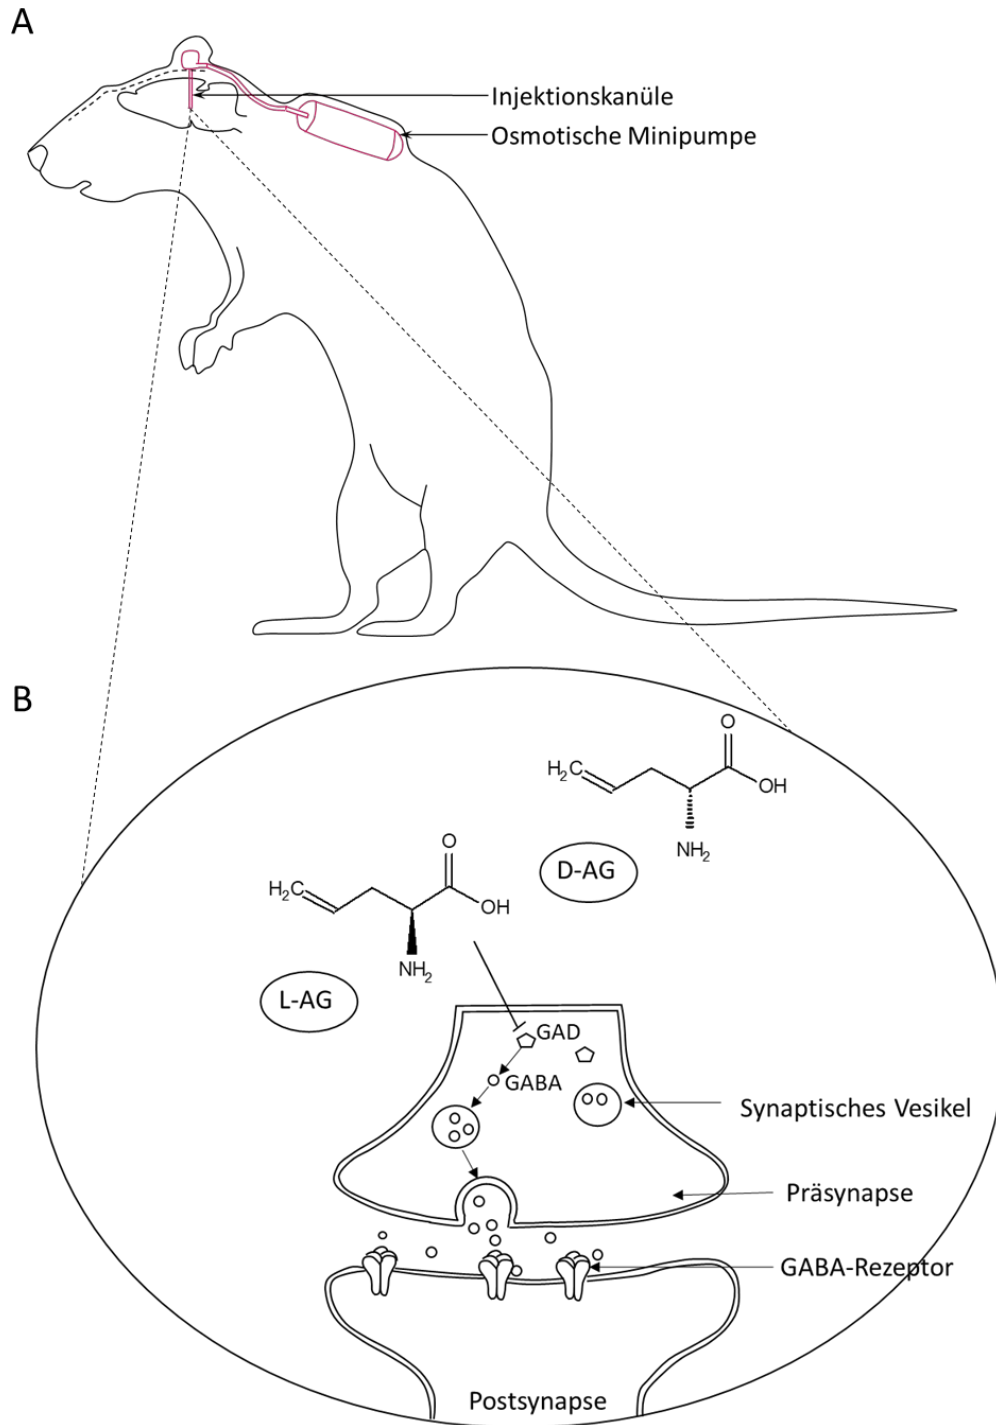 A
Injektionskanüle
Osmotische Minipumpe
B
O
H₂C
OH
NH₂
D-AG
O
H₂C
OH
NH₂
L-AG
GAD
GABA
Synaptisches Vesikel
Präsynapse
GABA-Rezeptor
Postsynapse